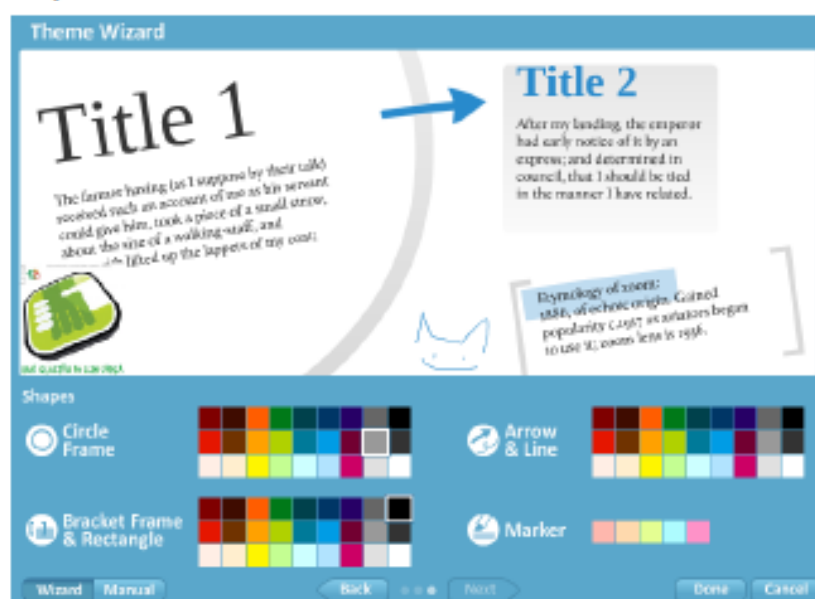 Theme Wizard
Title 1
The farmer having (as I suppose by their talk)
received such an account of me as his servant
could give him, took a piece of a small straw,
about the size of a walking-staff, and
lifted up the lappets of my coat;
Title 2
After my landing, the emperor
had early notice of it by an
express; and determined in
council, that I should be tied
in the manner I have related.
Etymology of zoom:
1886, of echoic origin. Gained
popularity c.1917 as aviators began
to use it; zoom lens is 1936.
Shapes
Circle
Frame
Arrow
& Line
Bracket Frame
& Rectangle
Marker
Wizard Manual Back Next Done Cancel